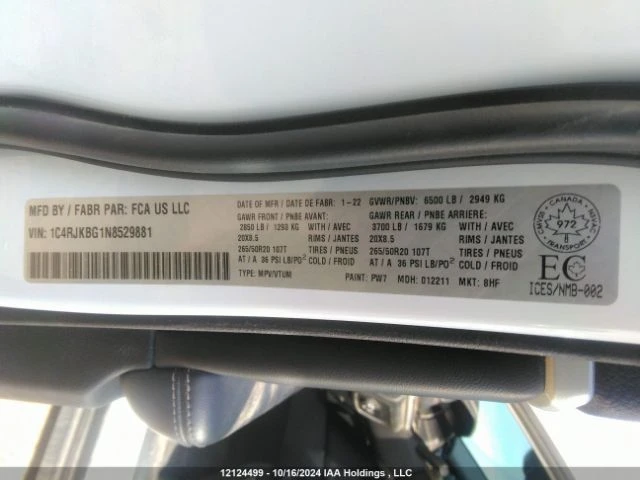 MFD BY / FABR PAR: FCA US LLC
VIN: 1C4RJKBG1N8529881
DATE OF MFR / DATE DE FABR: 1-22 GVWR/PNBV: 6500 LB / 2949 KG
GAWR FRONT / PNBE AVANT: GAWR REAR / PNBE ARRIERE:
2850 LB / 1293 KG WITH / AVEC 3700 LB / 1679 KG WITH / AVEC
20X8.5 RIMS / JANTES 20X8.5 RIMS / JANTES
265/50R20 107T TIRES / PNEUS 265/50R20 107T TIRES / PNEUS
AT / A 36 PSI LB/PO² COLD / FROID AT / A 36 PSI LB/PO² COLD / FROID
TYPE: MPV/VTUM PAINT: PW7 MDH: 012211 MKT: 8HF
CANADA
CMVSS NSVAC
972
TRANSPORT
EC
ICES/NMB-002
12124499 - 10/16/2024 IAA Holdings , LLC